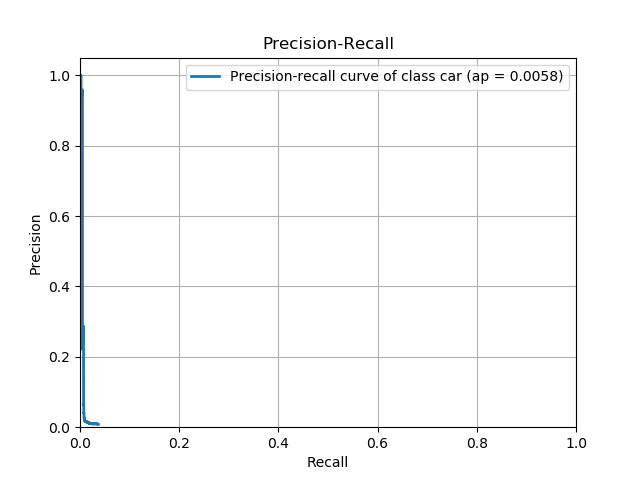 Precision-Recall
Precision-recall curve of class car (ap = 0.0058)
1.0
0.8
0.6
0.4
0.2
0.0
Precision
0.0 0.2 0.4 0.6 0.8 1.0
Recall